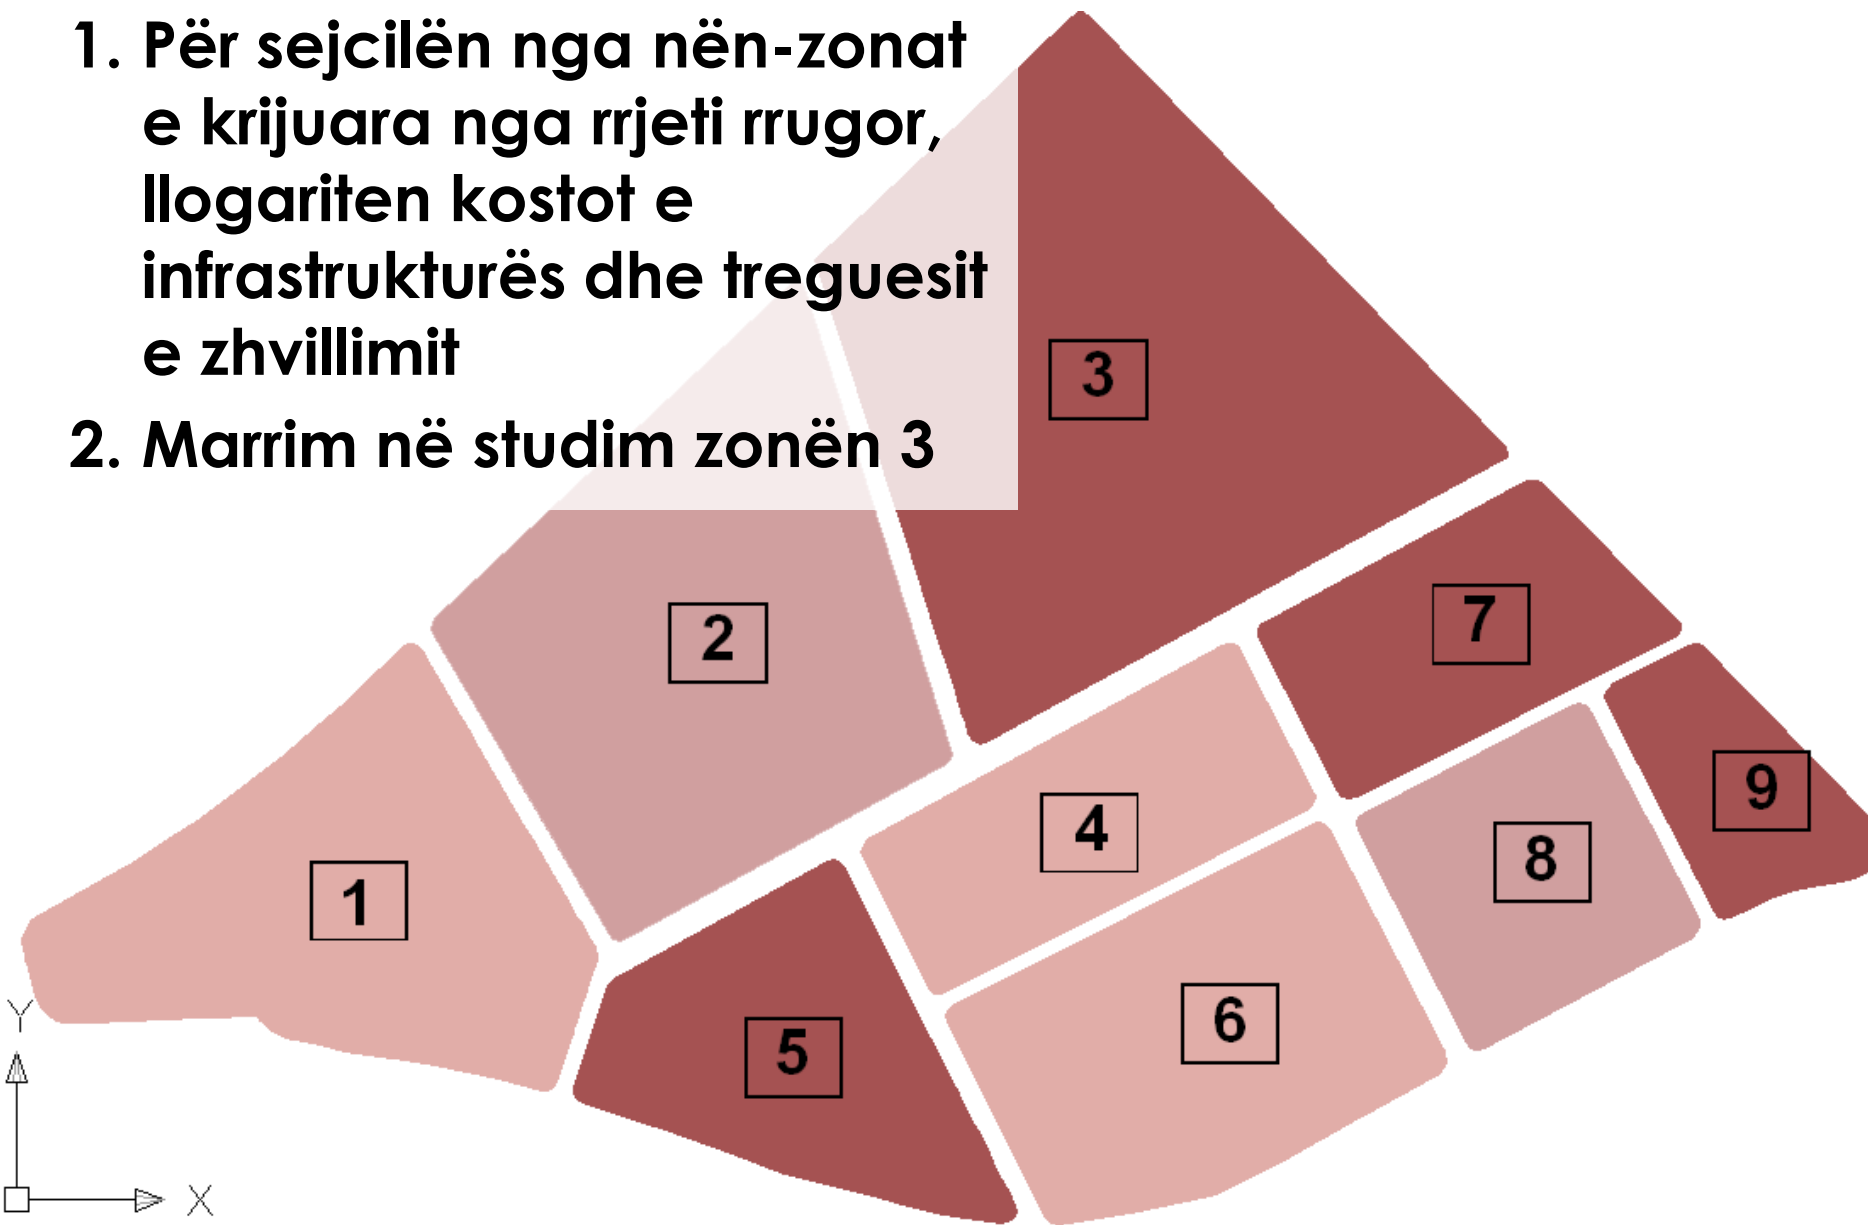 1. Për sejcilën nga nën-zonat
e krijuara nga rrjeti rrugor,
llogariten kostot e
infrastrukturës dhe treguesit
e zhvillimit
2. Marrim në studim zonën 3
3
2
7
9
4
8
1
6
5
Y
X